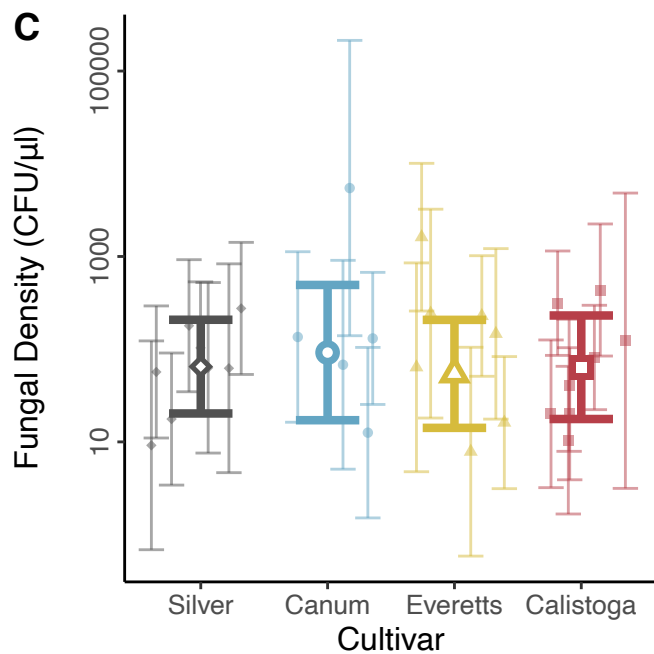 C
Fungal Density (CFU/μl)
100000
1000
10
Silver Canum Everetts Calistoga
Cultivar